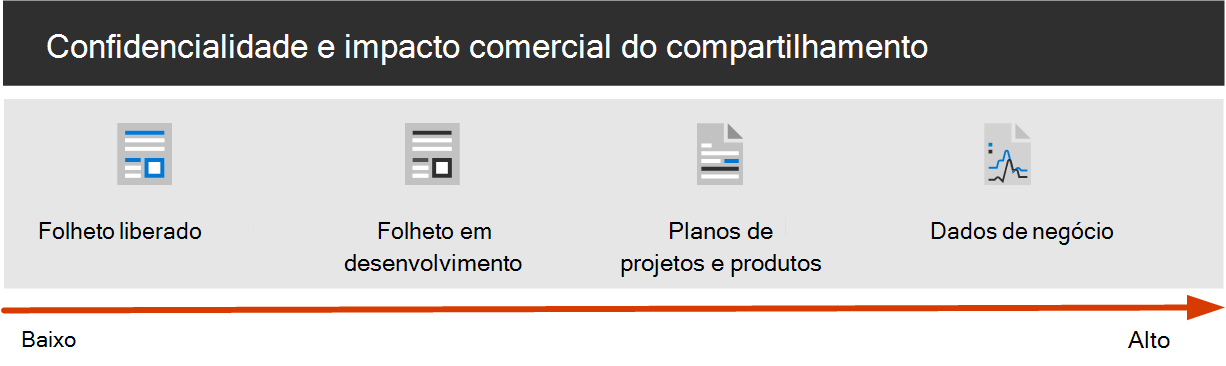 Confidencialidade e impacto comercial do compartilhamento
Folheto liberado
Folheto em
desenvolvimento
Planos de
projetos e produtos
Dados de negócio
Baixo
Alto